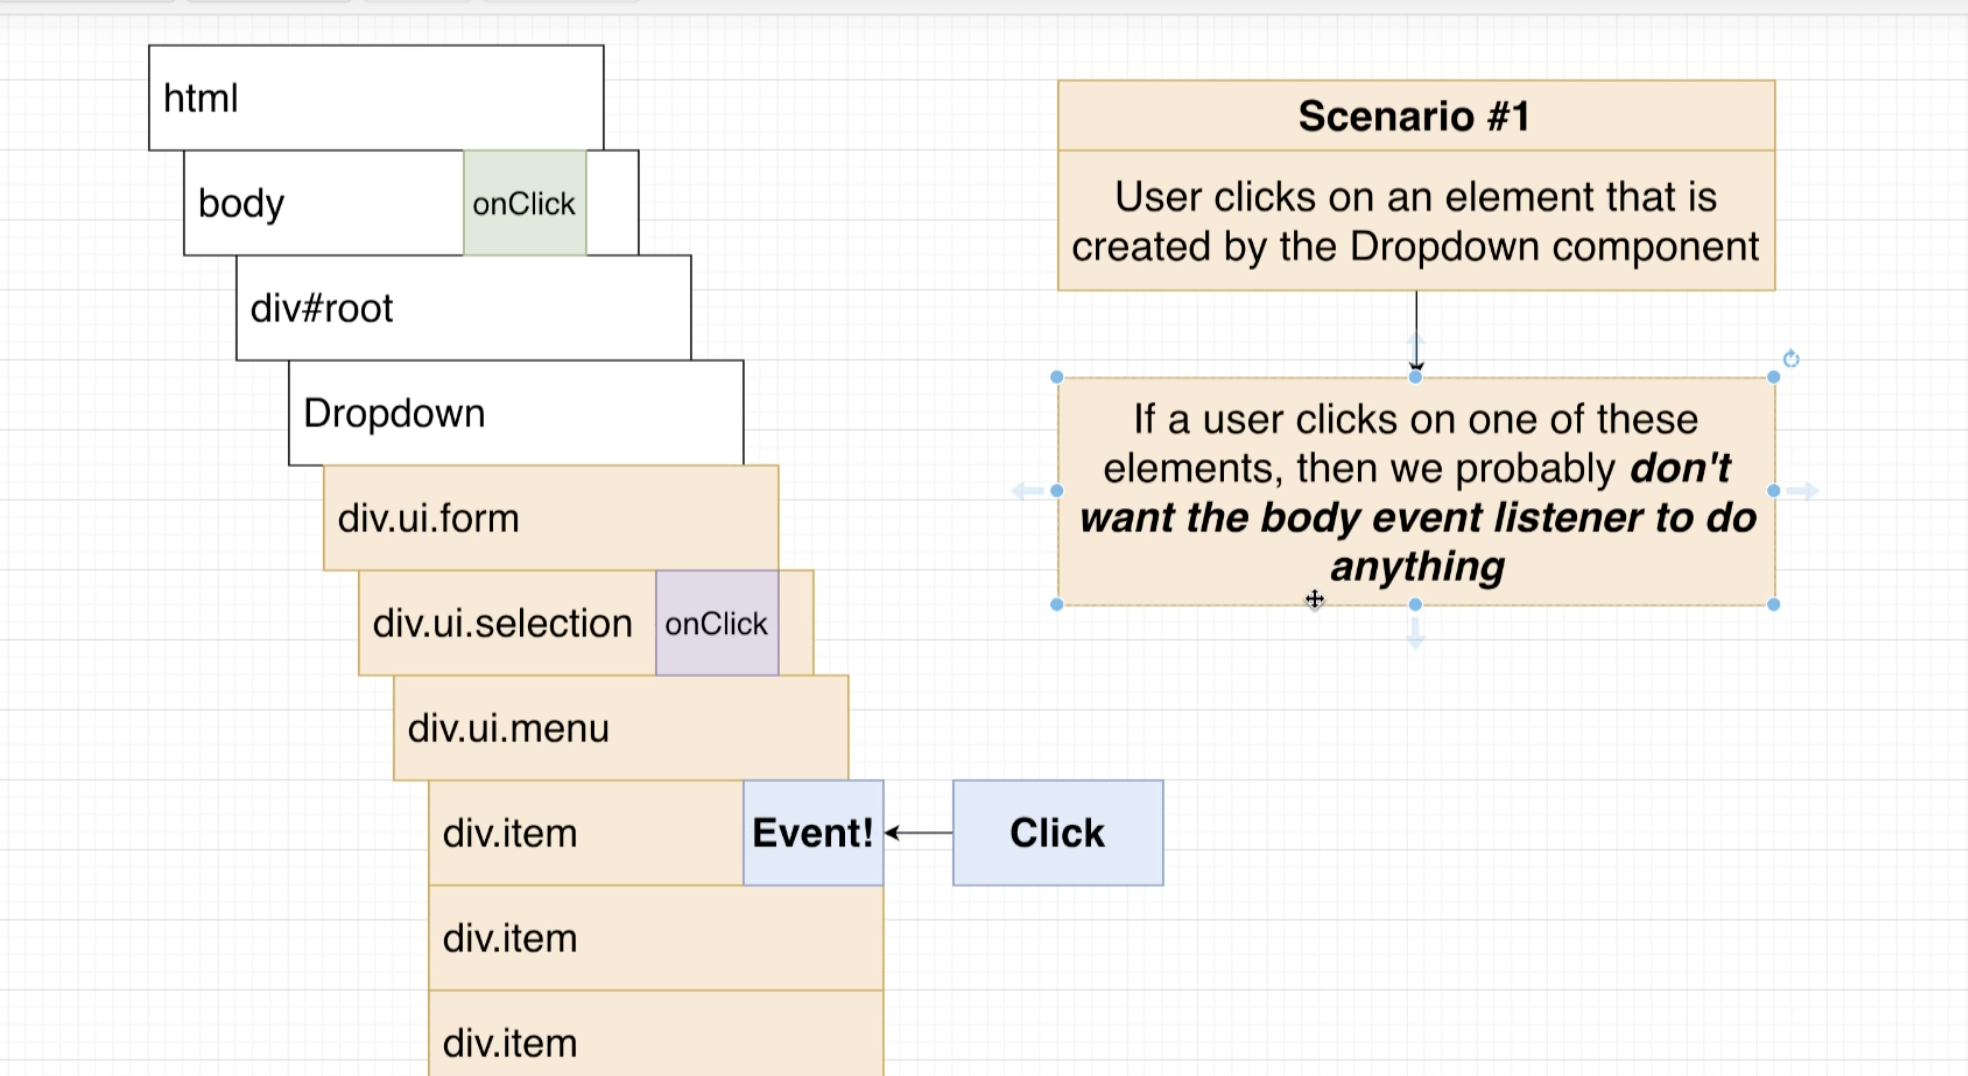 html
body
onClick
div#root
Dropdown
div.ui.form
div.ui.selection
onClick
div.ui.menu
div.item
Event!
Click
div.item
div.item
Scenario #1
User clicks on an element that is
created by the Dropdown component
If a user clicks on one of these
elements, then we probably don't
want the body event listener to do
anything